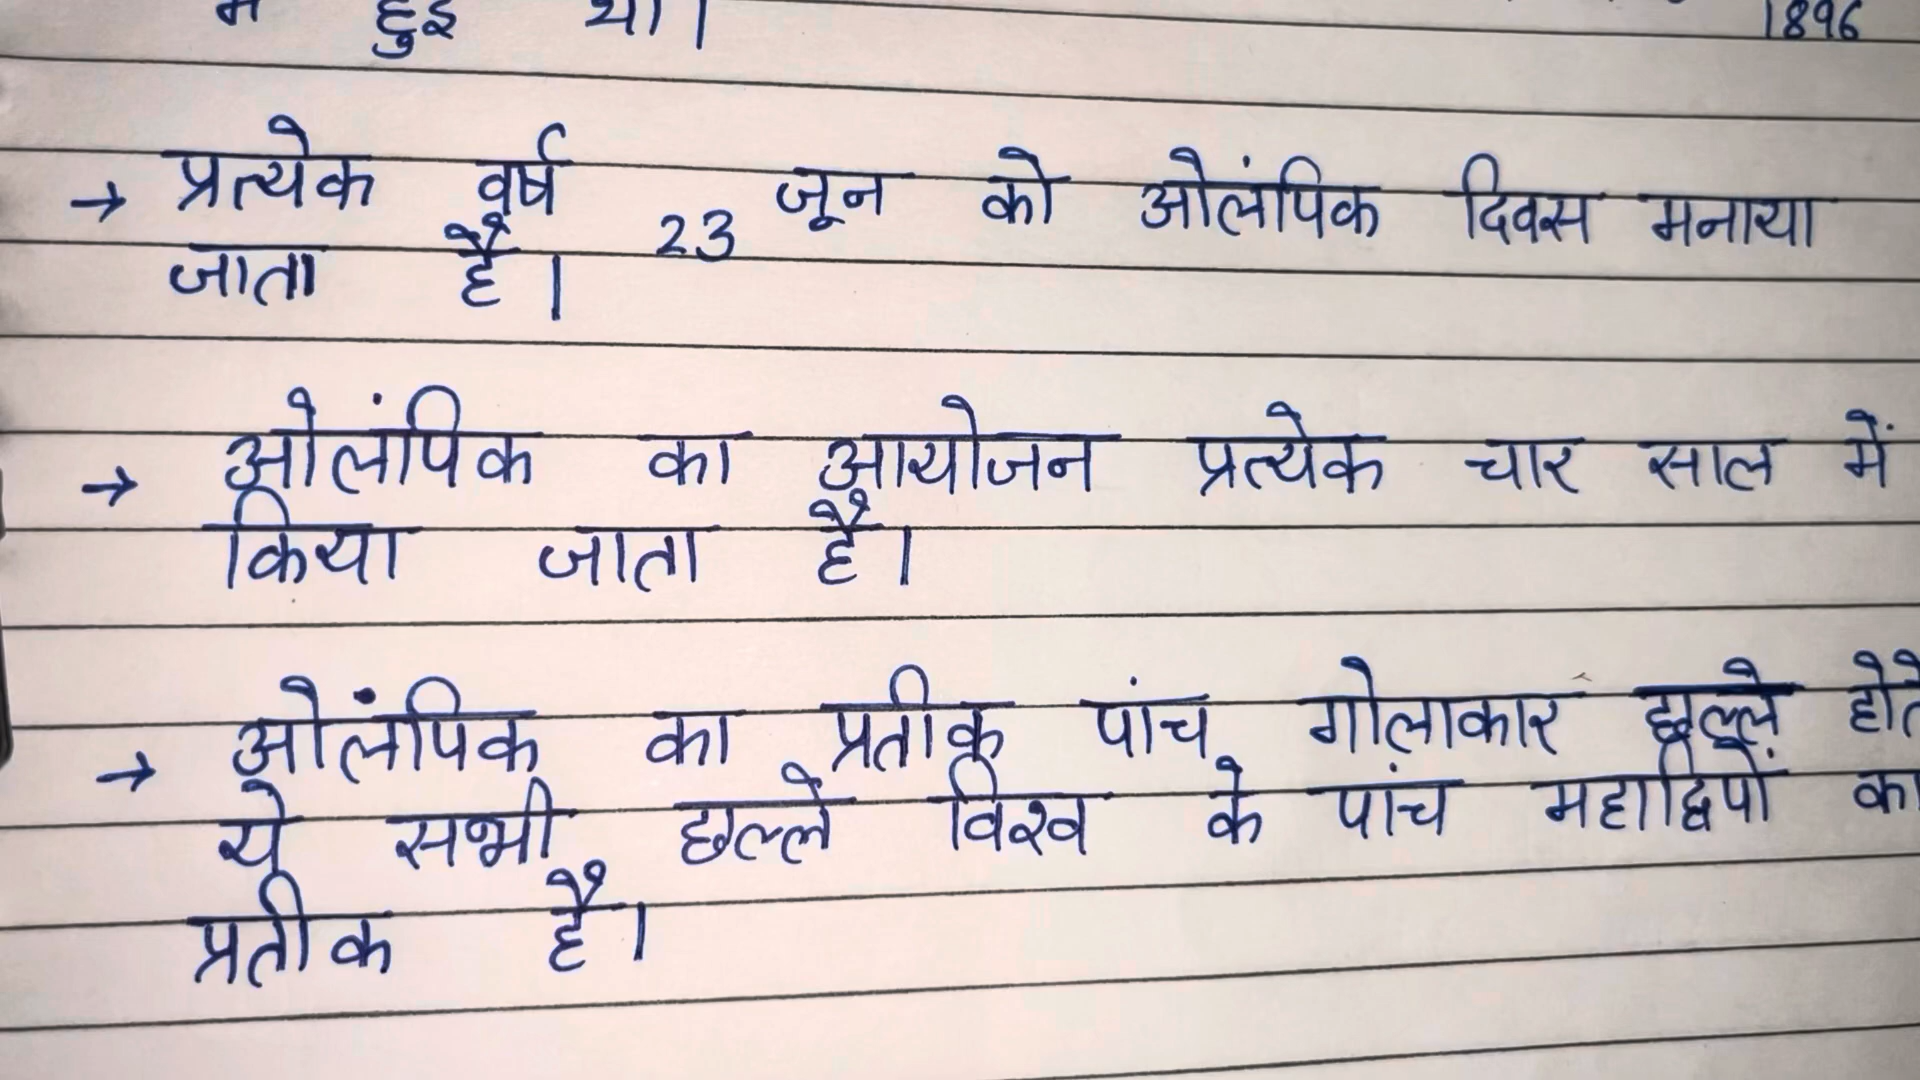 में हुई थी। 1896
→ प्रत्येक वर्ष 23 जून को ओलंपिक दिवस मनाया
जाता है।
→ ओलंपिक का आयोजन प्रत्येक चार साल में
किया जाता है।
→ ओलंपिक का प्रतीक पांच गोलाकार छल्ले होते
ये सभी छल्ले विश्व के पांच महाद्विपों का
प्रतीक है।